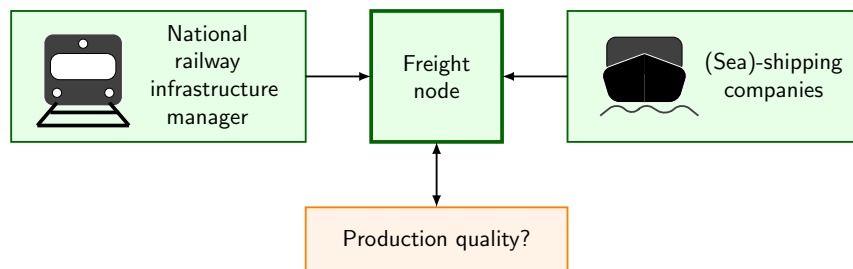 National
railway
infrastructure
manager
Freight
node
(Sea)-shipping
companies
Production quality?